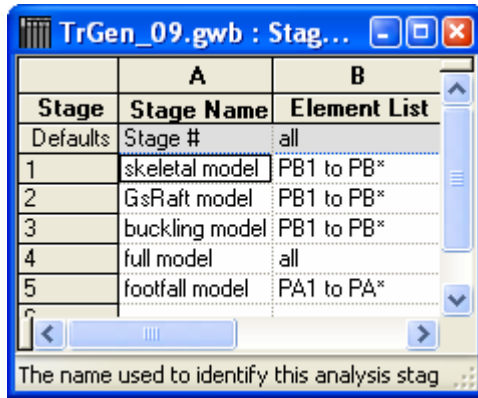 TrGen_09.gwb : Stag...
A B
Stage Stage Name Element List
Defaults Stage # all
1 skeletal model PB1 to PB*
2 GsRaft model PB1 to PB*
3 buckling model PB1 to PB*
4 full model all
5 footfall model PA1 to PA*
The name used to identify this analysis stag